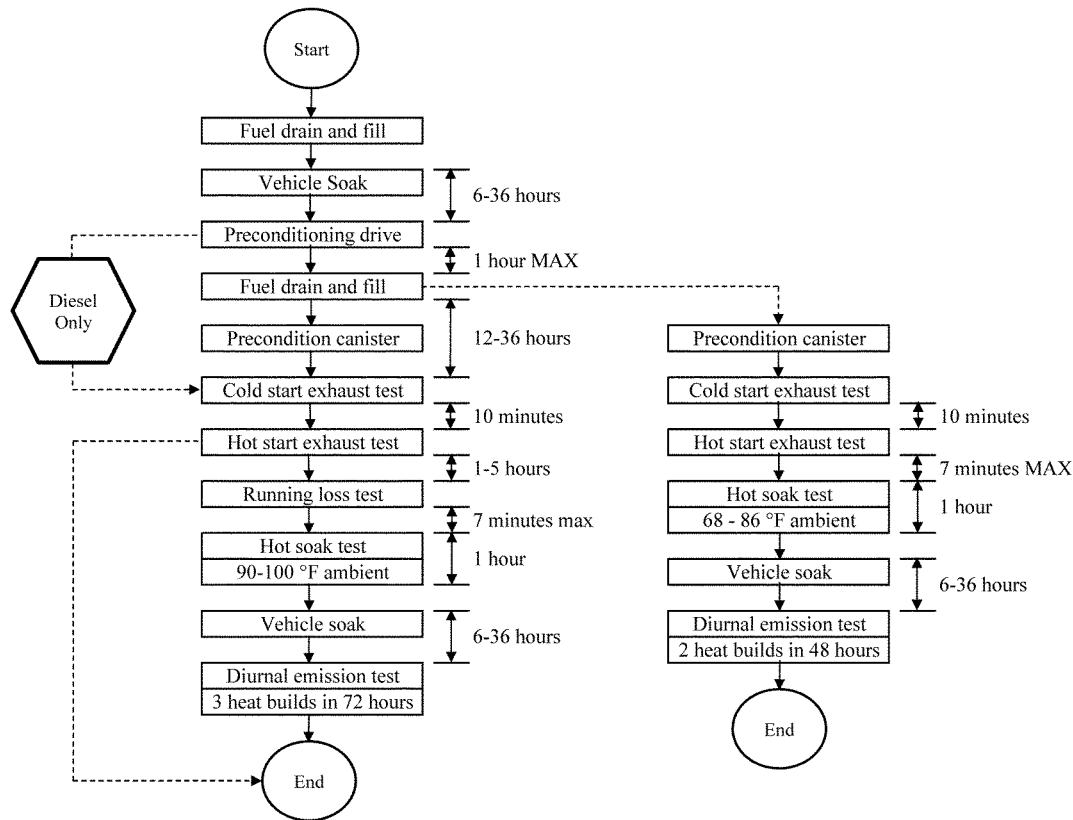 Start
Fuel drain and fill
Vehicle Soak
6-36 hours
Preconditioning drive
1 hour MAX
Diesel
Only
Fuel drain and fill
Precondition canister
12-36 hours
Cold start exhaust test
10 minutes
Hot start exhaust test
1-5 hours
Running loss test
7 minutes max
Hot soak test
90-100 °F ambient
1 hour
Vehicle soak
6-36 hours
Diurnal emission test
3 heat builds in 72 hours
End
Precondition canister
Cold start exhaust test
10 minutes
Hot start exhaust test
7 minutes MAX
Hot soak test
68 - 86 °F ambient
1 hour
Vehicle soak
6-36 hours
Diurnal emission test
2 heat builds in 48 hours
End